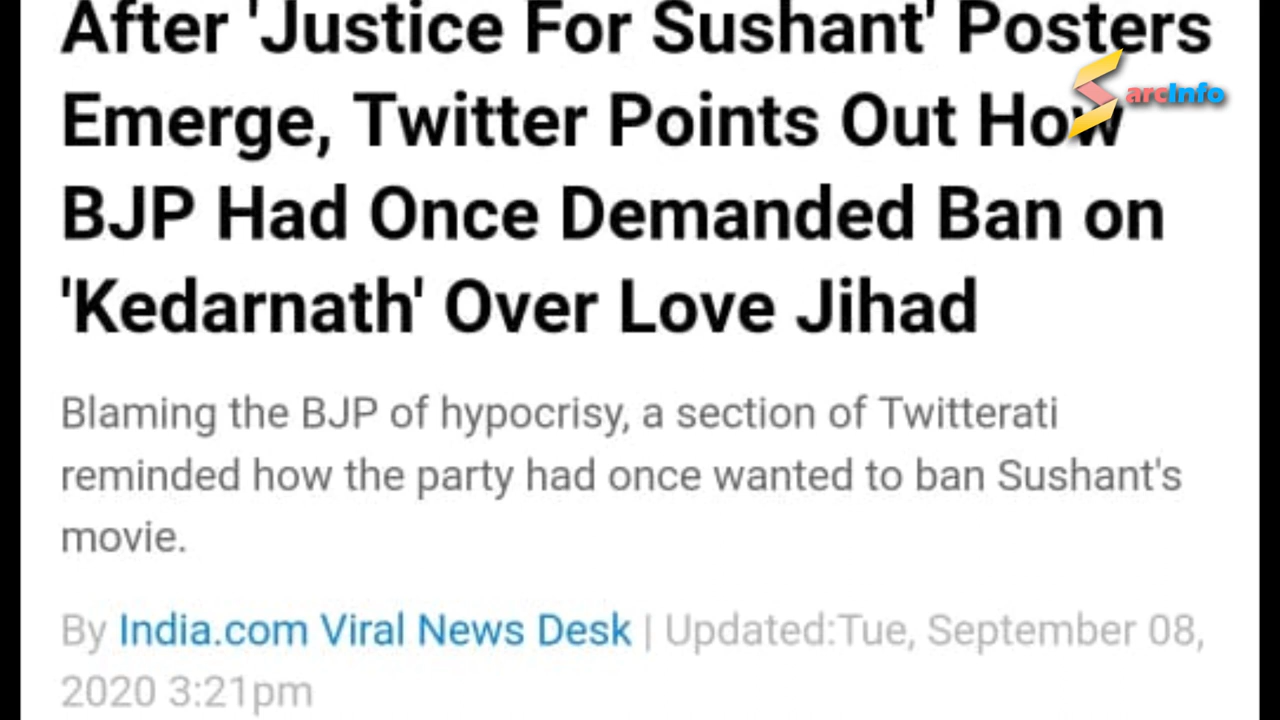 After 'Justice For Sushant' Posters
Emerge, Twitter Points Out How
BJP Had Once Demanded Ban on
'Kedarnath' Over Love Jihad
SarcInfo
Blaming the BJP of hypocrisy, a section of Twitterati
reminded how the party had once wanted to ban Sushant's
movie.
By India.com Viral News Desk | Updated:Tue, September 08,
2020 3:21pm